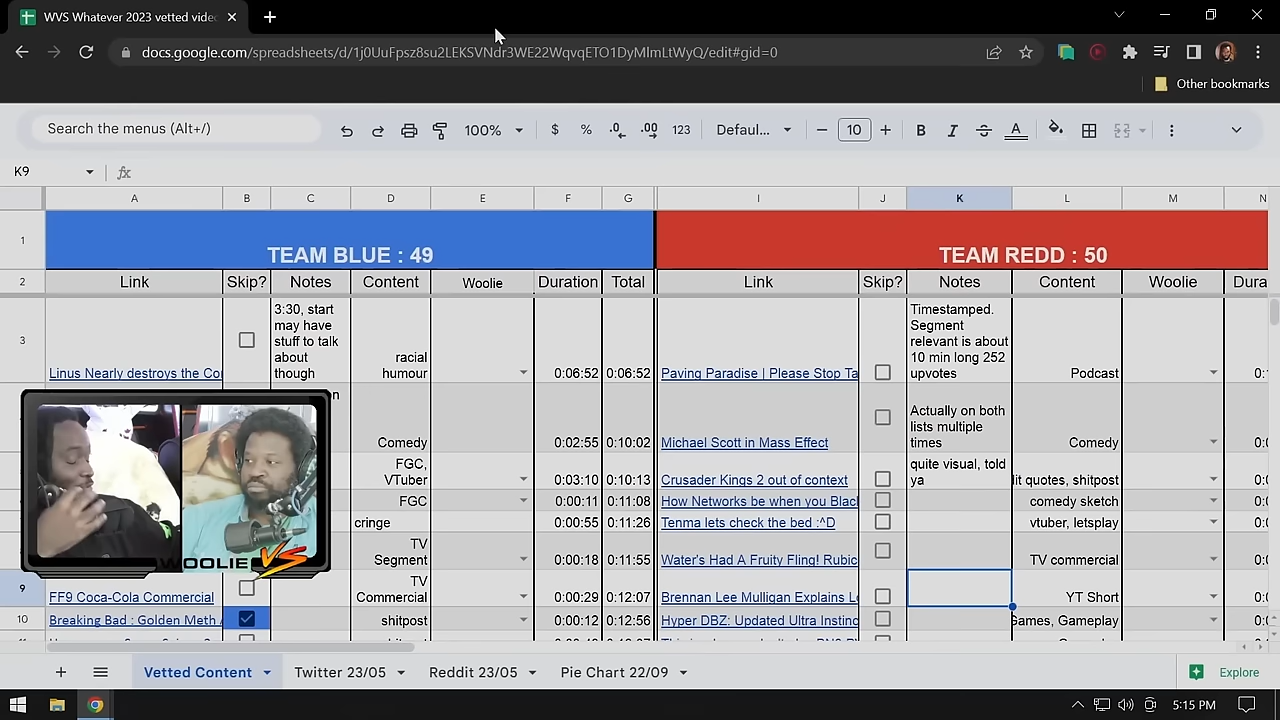 WVS Whatever 2023 vetted vide
docs.google.com/spreadsheets/d/1j0UuFpsz8su2LEKSVNdr3WE22WqvqETO1DyMlmLtWyQ/edit#gid=0
Other bookmarks
Search the menus (Alt+/)
100%
$ % .0 .00 123
Defaul...
10
B I S A
K9
fx
A B C D E F G I J K L M N
1
TEAM BLUE : 49
TEAM REDD : 50
2
Link Skip? Notes Content Woolie Duration Total Link Skip? Notes Content Woolie Dura
3
3:30, start
may have
stuff to talk
about
though
Linus Nearly destroys the Co
racial
humour
0:06:52 0:06:52
Paving Paradise | Please Stop Ta
Timestamped.
Segment
relevant is about
10 min long 252
upvotes
Podcast
Comedy
0:02:55 0:10:02
Michael Scott in Mass Effect
Actually on both
lists multiple
times
Comedy
FGC,
VTuber
0:03:10 0:10:13
Crusader Kings 2 out of context
quite visual, told
ya
lit quotes, shitpost
FGC
0:00:11 0:11:08
How Networks be when you Blac
comedy sketch
cringe
0:00:55 0:11:26
Tenma lets check the bed :^D
vtuber, letsplay
TV
Segment
0:00:18 0:11:55
Water's Had A Fruity Fling! Rubic
TV commercial
9
FF9 Coca-Cola Commercial
TV
Commercial
0:00:29 0:12:27
Brennan Lee Mulligan Explains L
YT Short
10
Breaking Bad : Golden Meth
shitpost
0:00:12 0:12:56
Hyper DBZ: Updated Ultra Instinc
Games, Gameplay
WOOLIE VS
Vetted Content
Twitter 23/05
Reddit 23/05
Pie Chart 22/09
Explore
5:15 PM